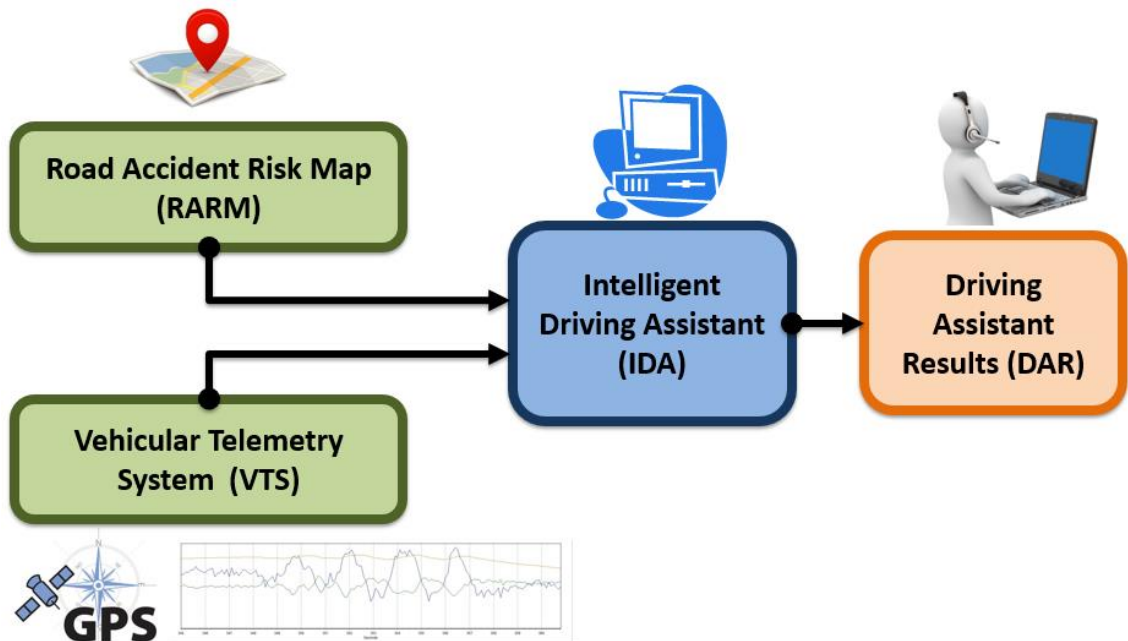 Road Accident Risk Map
(RARM)
Intelligent
Driving Assistant
(IDA)
Driving
Assistant
Results (DAR)
Vehicular Telemetry
System (VTS)
N
GPS